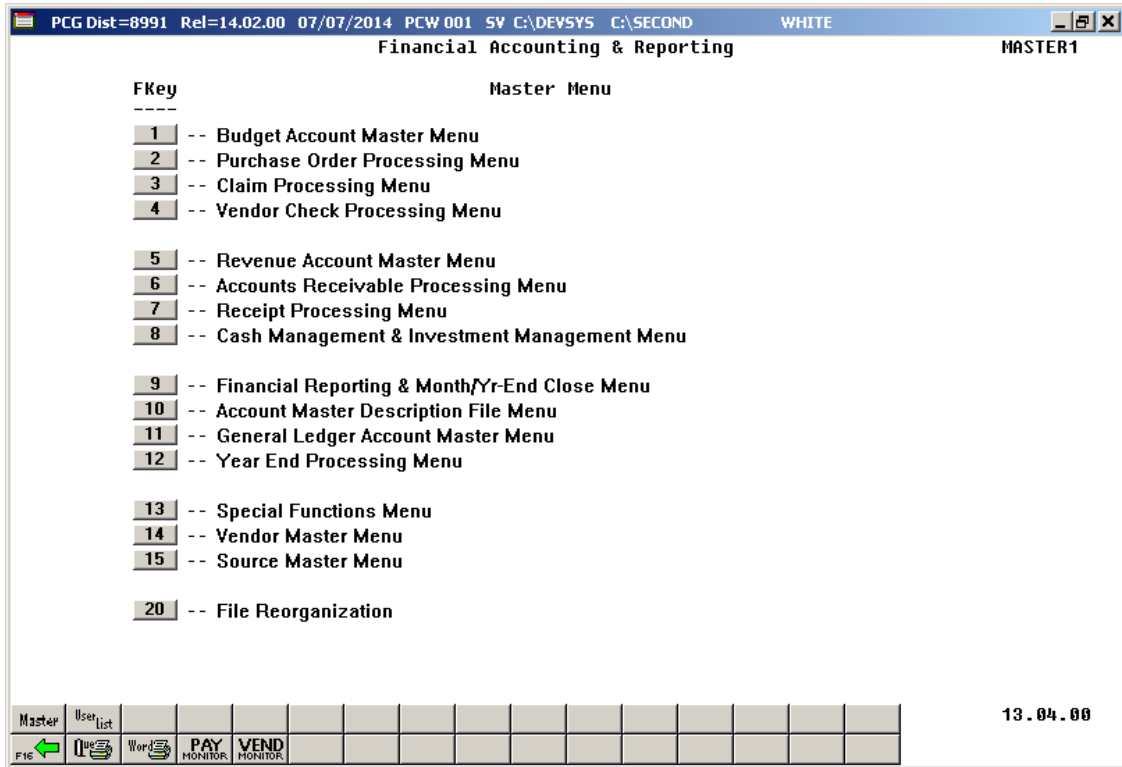 PCG Dist=8991 Rel=14.02.00 07/07/2014 PCW 001 SV C:\DEVSYS C:\SECOND WHITE
Financial Accounting & Reporting MASTER1
FKey Master Menu
----
1 -- Budget Account Master Menu
2 -- Purchase Order Processing Menu
3 -- Claim Processing Menu
4 -- Vendor Check Processing Menu
5 -- Revenue Account Master Menu
6 -- Accounts Receivable Processing Menu
7 -- Receipt Processing Menu
8 -- Cash Management & Investment Management Menu
9 -- Financial Reporting & Month/Yr-End Close Menu
10 -- Account Master Description File Menu
11 -- General Ledger Account Master Menu
12 -- Year End Processing Menu
13 -- Special Functions Menu
14 -- Vendor Master Menu
15 -- Source Master Menu
20 -- File Reorganization
Master User List 13.04.00
F16 Que Word PAY MONITOR VEND MONITOR